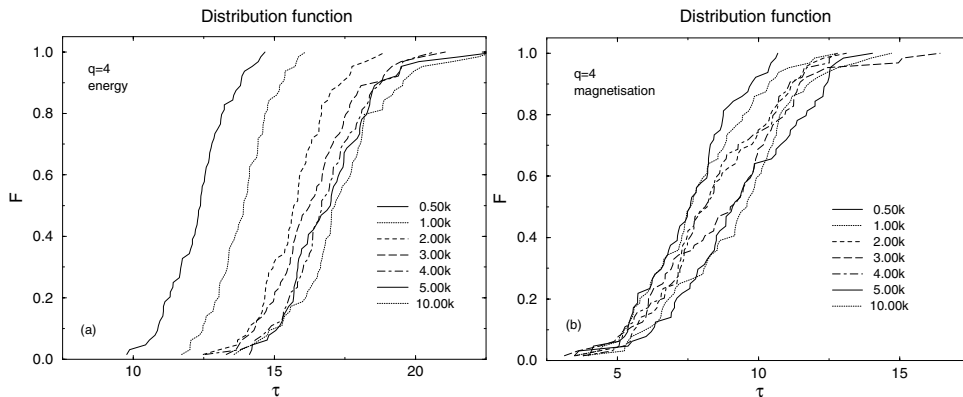 Distribution function
1.0
0.8
0.6
0.4
0.2
0.0
F
q=4
energy
0.50k
1.00k
2.00k
3.00k
4.00k
5.00k
10.00k
(a)
10
15
20
τ
Distribution function
1.0
0.8
0.6
0.4
0.2
0.0
F
q=4
magnetisation
0.50k
1.00k
2.00k
3.00k
4.00k
5.00k
10.00k
(b)
5
10
15
τ